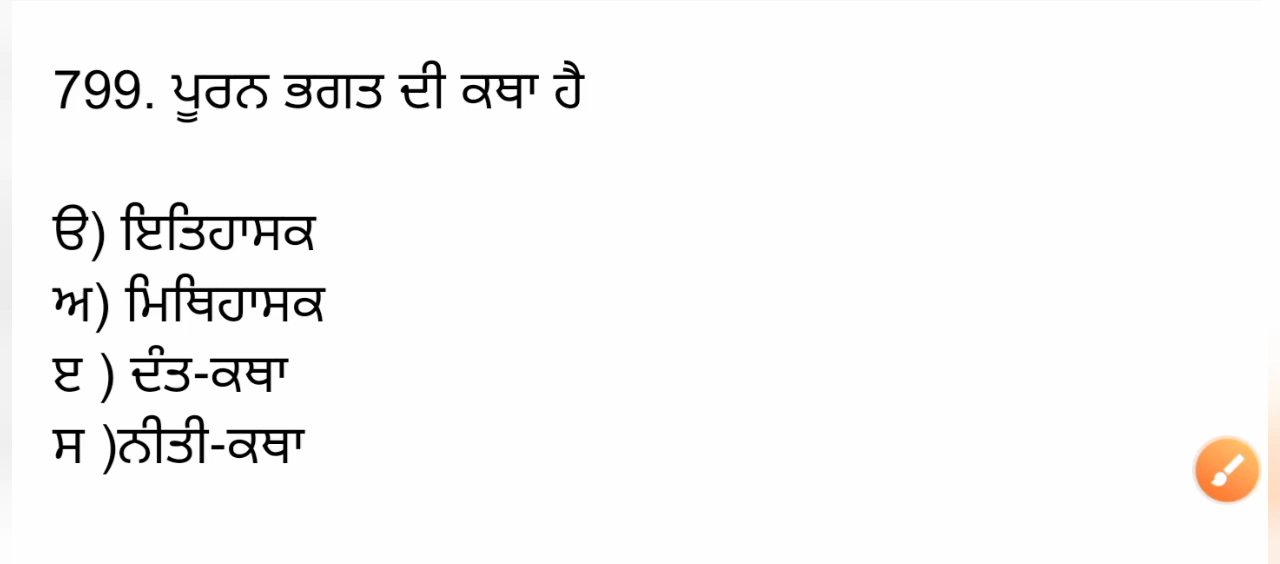 799. ਪੂਰਨ ਭਗਤ ਦੀ ਕਥਾ ਹੈ
ੳ) ਇਤਿਹਾਸਕ
ਅ) ਮਿਥਿਹਾਸਕ
ੲ ) ਦੰਤ-ਕਥਾ
ਸ )ਨੀਤੀ-ਕਥਾ